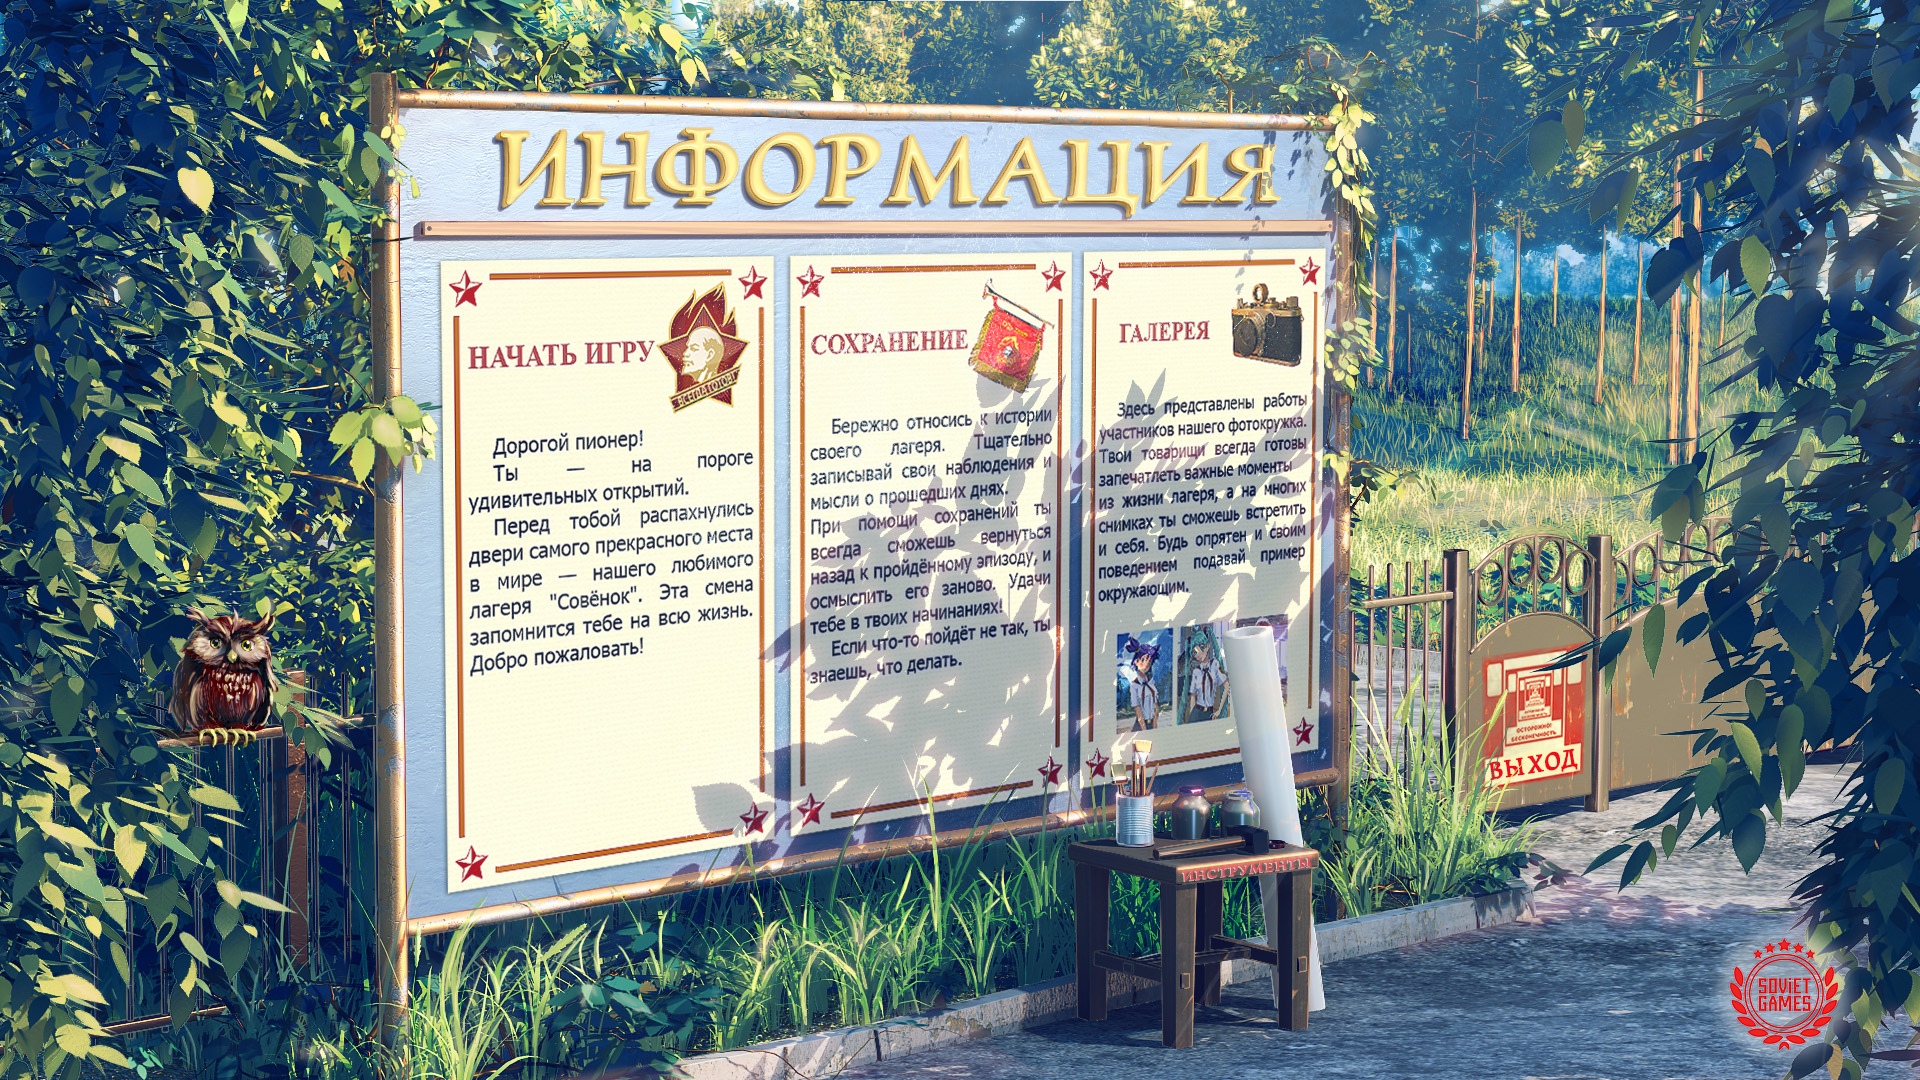 ИНФОРМАЦИЯ
НАЧАТЬ ИГРУ
ВСЕГДА ГОТОВ!
Дорогой пионер!
Ты — на пороге
удивительных открытий.
Перед тобой распахнулись
двери самого прекрасного места
в мире — нашего любимого
лагеря "Совёнок". Эта смена
запомнится тебе на всю жизнь.
Добро пожаловать!
СОХРАНЕНИЕ
Бережно относись к истории
своего лагеря. Тщательно
записывай свои наблюдения и
мысли о прошедших днях.
При помощи сохранений ты
всегда сможешь вернуться
назад к пройдённому эпизоду, и
осмыслить его заново. Удачи
тебе в твоих начинаниях!
Если что-то пойдёт не так, ты
знаешь, что делать.
ГАЛЕРЕЯ
Здесь представлены работы
участников нашего фотокружка.
Твои товарищи всегда готовы
запечатлеть важные моменты
из жизни лагеря, а на многих
снимках ты сможешь встретить
и себя. Будь опрятен и своим
поведением подавай пример
окружающим.
ИНСТРУМЕНТЫ
ОСТОРОЖНО!
БЕСКОНЕЧНОСТЬ
ВЫХОД
SOVIET
GAMES